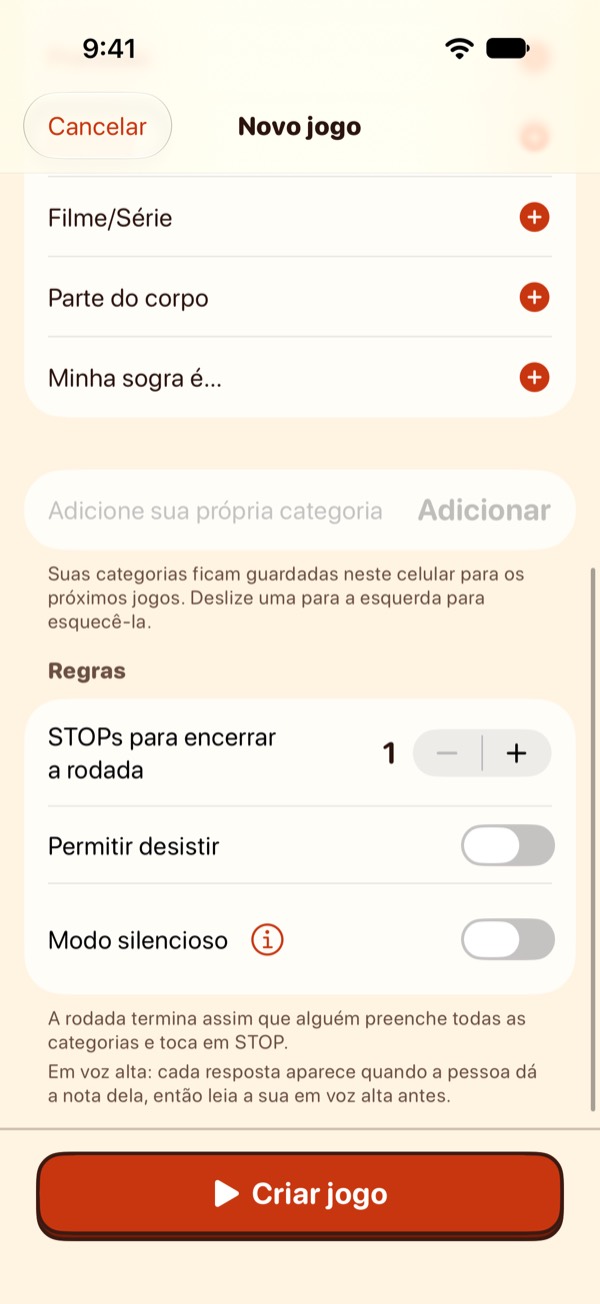 9:41
Cancelar
Novo jogo
Filme/Série
Parte do corpo
Minha sogra é...
Adicione sua própria categoria
Adicionar
Suas categorias ficam guardadas neste celular para os
próximos jogos. Deslize uma para a esquerda para
esquecê-la.
Regras
STOPs para encerrar
a rodada
1
Permitir desistir
Modo silencioso
A rodada termina assim que alguém preenche todas as
categorias e toca em STOP.
Em voz alta: cada resposta aparece quando a pessoa dá
a nota dela, então leia a sua em voz alta antes.
Criar jogo